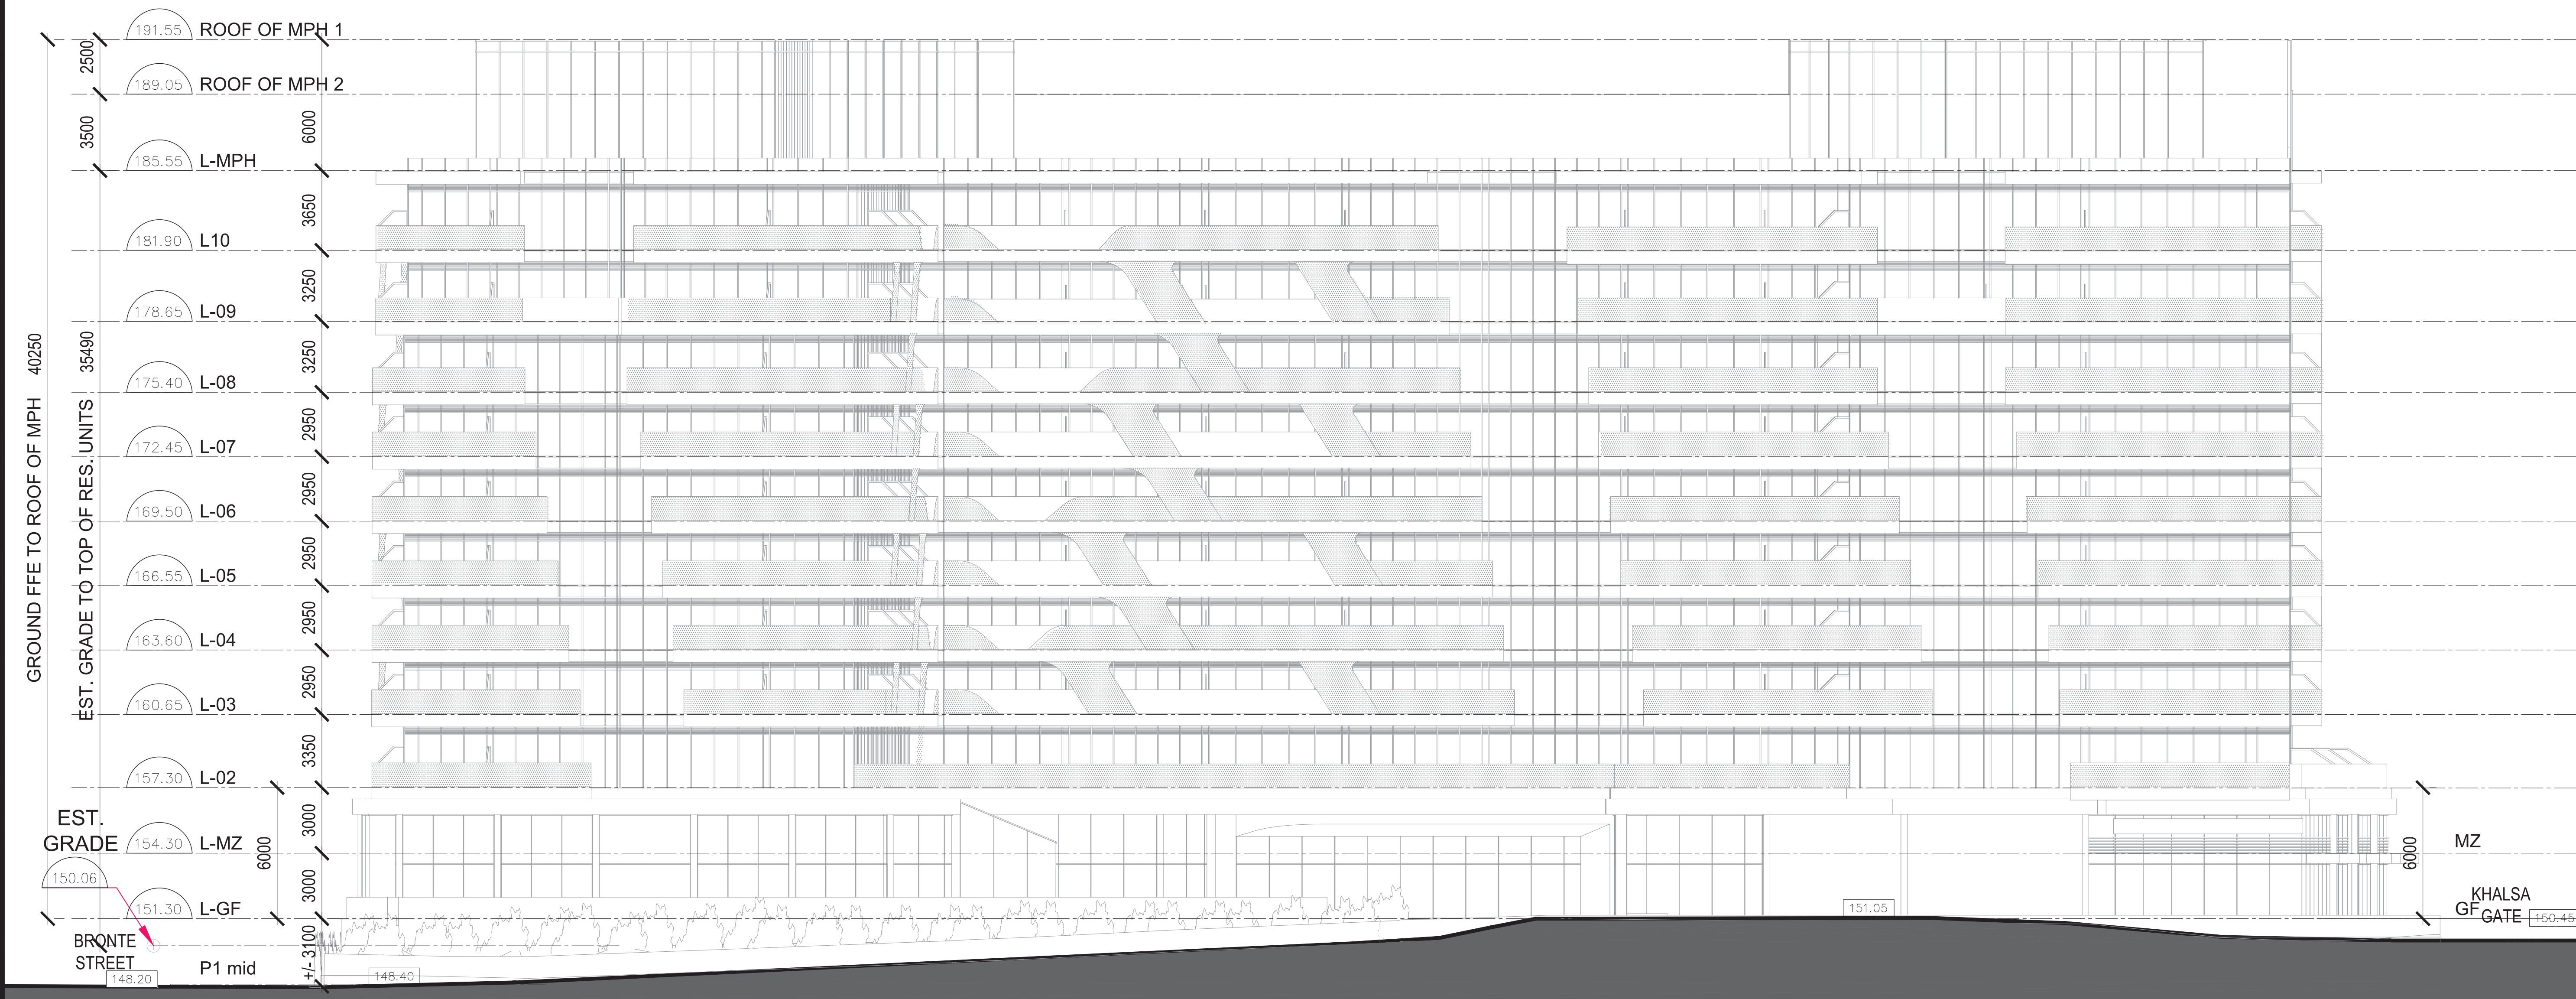 191.55 ROOF OF MPH 1
2500
189.05 ROOF OF MPH 2
3500
6000
185.55 L-MPH
3650
181.90 L10
3250
178.65 L-09
GROUND FFE TO ROOF OF MPH 40250
EST. GRADE TO TOP OF RES. UNITS 35490
3250
175.40 L-08
2950
172.45 L-07
2950
169.50 L-06
2950
166.55 L-05
2950
163.60 L-04
2950
160.65 L-03
3350
157.30 L-02
3000
6000
EST.
GRADE
154.30 L-MZ
6000
MZ
150.06
3000
151.30 L-GF
151.05
KHALSA
GF
GATE
150.45
BRONTE
STREET
+/- 3100
P1 mid
148.20
148.40